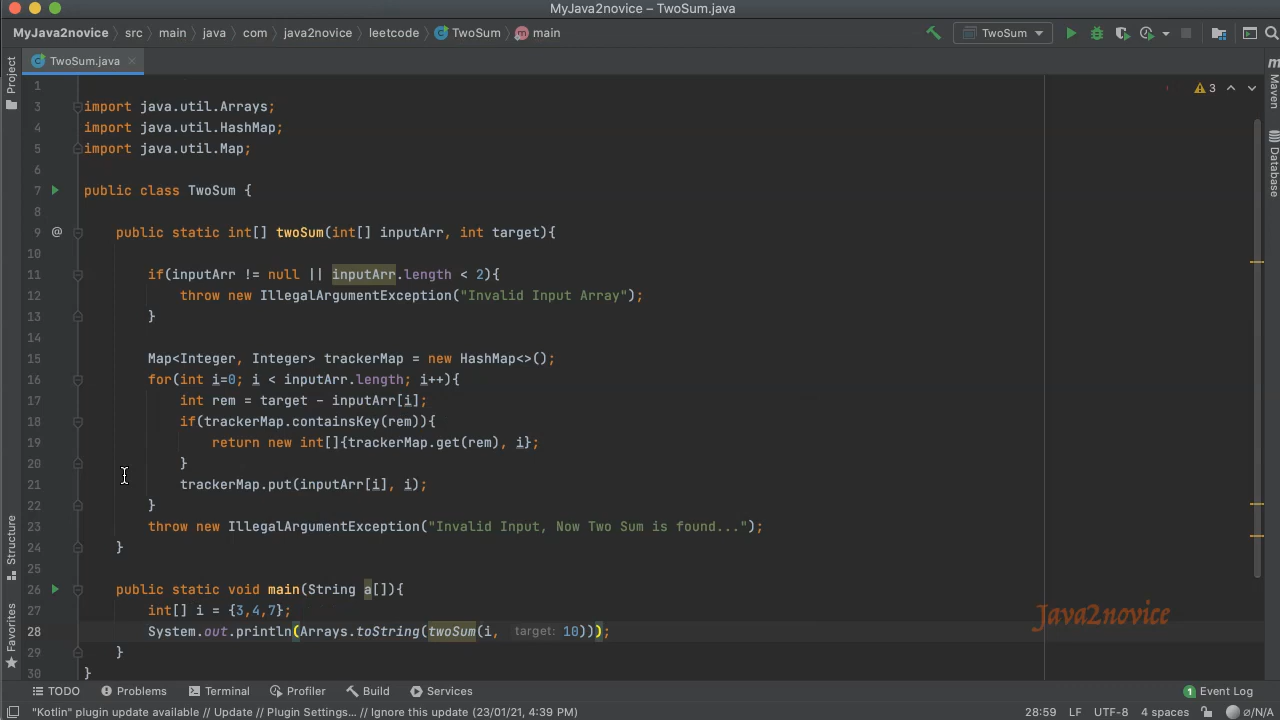 MyJava2novice – TwoSum.java
MyJava2novice src main java com java2novice leetcode TwoSum main TwoSum
TwoSum.java
Project
Maven
Database
Structure
Favorites
3
1
3 import java.util.Arrays;
4 import java.util.HashMap;
5 import java.util.Map;
6
7 public class TwoSum {
8
9 @ public static int[] twoSum(int[] inputArr, int target){
10
11 if(inputArr != null || inputArr.length < 2){
12 throw new IllegalArgumentException("Invalid Input Array");
13 }
14
15 Map<Integer, Integer> trackerMap = new HashMap<>();
16 for(int i=0; i < inputArr.length; i++){
17 int rem = target - inputArr[i];
18 if(trackerMap.containsKey(rem)){
19 return new int[]{trackerMap.get(rem), i};
20 }
21 trackerMap.put(inputArr[i], i);
22 }
23 throw new IllegalArgumentException("Invalid Input, Now Two Sum is found...");
24 }
25
26 public static void main(String a[]){
27 int[] i = {3,4,7};
28 System.out.println(Arrays.toString(twoSum(i, target: 10)));
29 }
30 }
Java2novice
TODO Problems Terminal Profiler Build Services 1 Event Log
"Kotlin" plugin update available // Update // Plugin Settings... // Ignore this update (23/01/21, 4:39 PM) 28:59 LF UTF-8 4 spaces ⌀/N/A